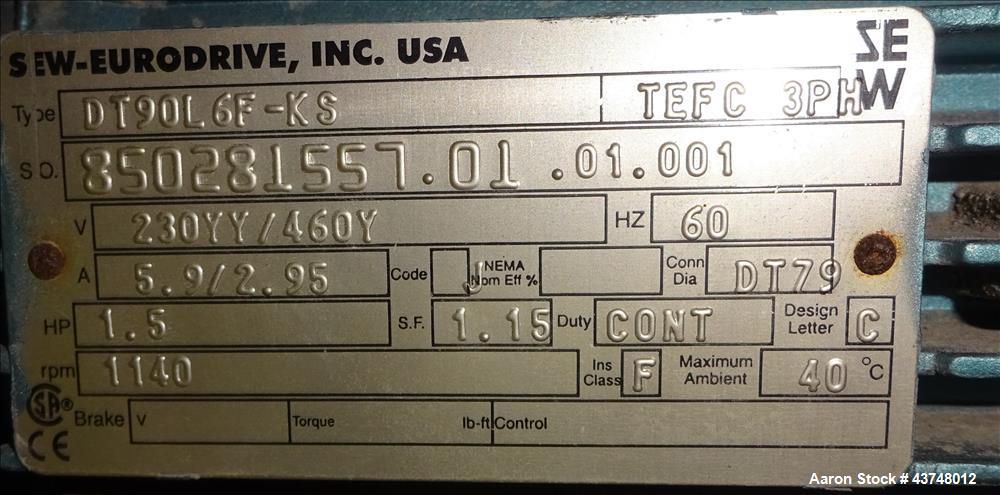 SEW-EURODRIVE, INC. USA
SEW
Type DT90L6F-KS TEFC 3PH
S.O. 850281557.01.01.001
V 230YY/460Y HZ 60
A 5.9/2.95 Code J NEMA Nom Eff % Conn Dia DT79
HP 1.5 S.F. 1.15 Duty CONT Design Letter C
rpm 1140 Ins Class F Maximum Ambient 40 °C
Brake V Torque lb-ft Control
SA®
CE
Aaron Stock # 43748012